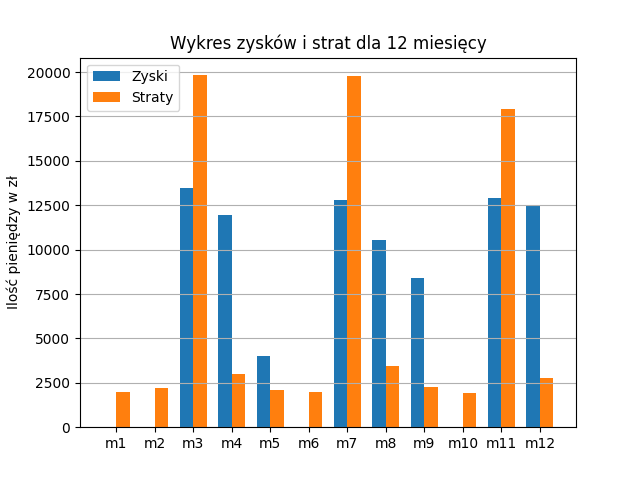 Wykres zysków i strat dla 12 miesięcy
Zyski
Straty
Ilość pieniędzy w zł
20000
17500
15000
12500
10000
7500
5000
2500
0
m1 m2 m3 m4 m5 m6 m7 m8 m9 m10 m11 m12